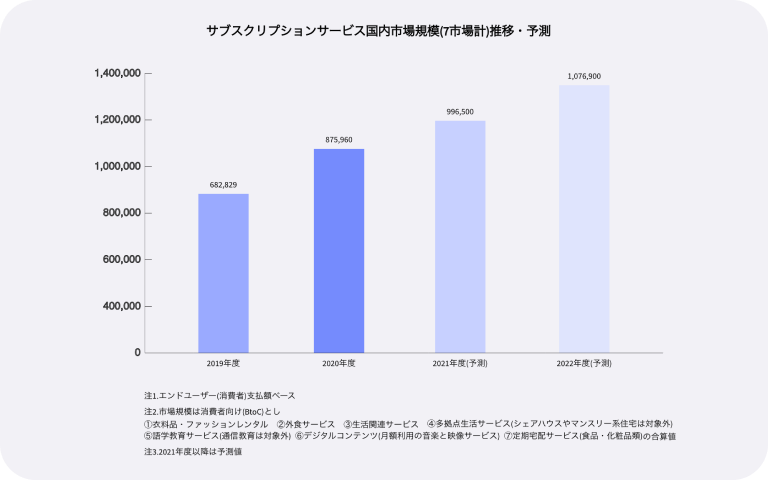 サブスクリプションサービス国内市場規模(7市場計)推移・予測
1,400,000
1,200,000
1,000,000
800,000
600,000
400,000
0
682,829
875,960
996,500
1,076,900
2019年度
2020年度
2021年度(予測)
2022年度(予測)
注1.エンドユーザー(消費者)支払額ベース
注2.市場規模は消費者向け(BtoC)とし
①衣料品・ファッションレンタル ②外食サービス ③生活関連サービス ④多拠点生活サービス(シェアハウスやマンスリー系住宅は対象外)
⑤語学教育サービス(通信教育は対象外) ⑥デジタルコンテンツ(月額利用の音楽と映像サービス) ⑦定期宅配サービス(食品・化粧品類)の合算値
注3.2021年度以降は予測値